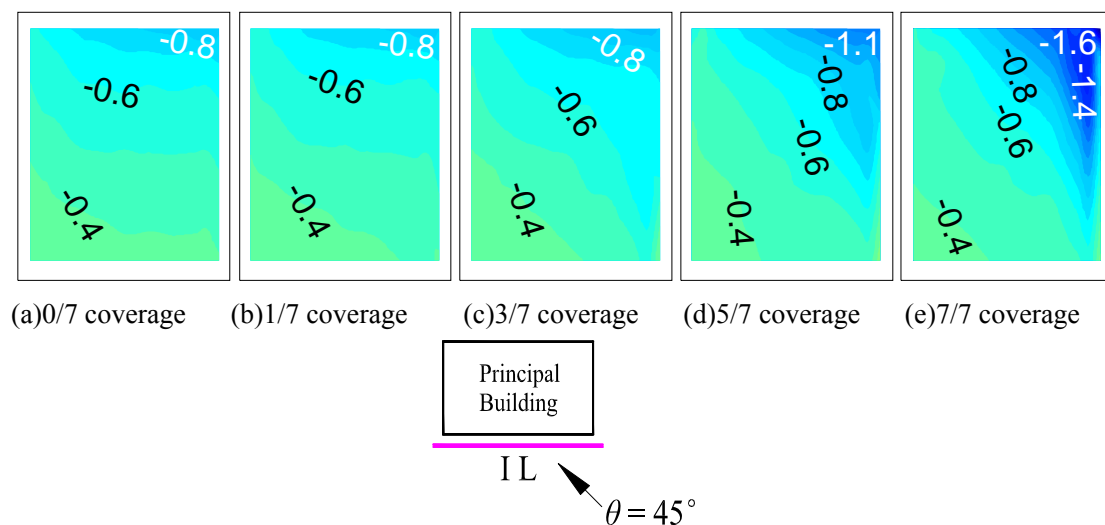 -0.8
-0.6
-0.4
-0.8
-0.6
-0.4
-0.8
-0.6
-0.4
-1.1
-0.8
-0.6
-0.4
-1.6
-1.4
-0.8
-0.6
-0.4
(a)0/7 coverage
(b)1/7 coverage
(c)3/7 coverage
(d)5/7 coverage
(e)7/7 coverage
Principal
Building
I L
θ = 45°